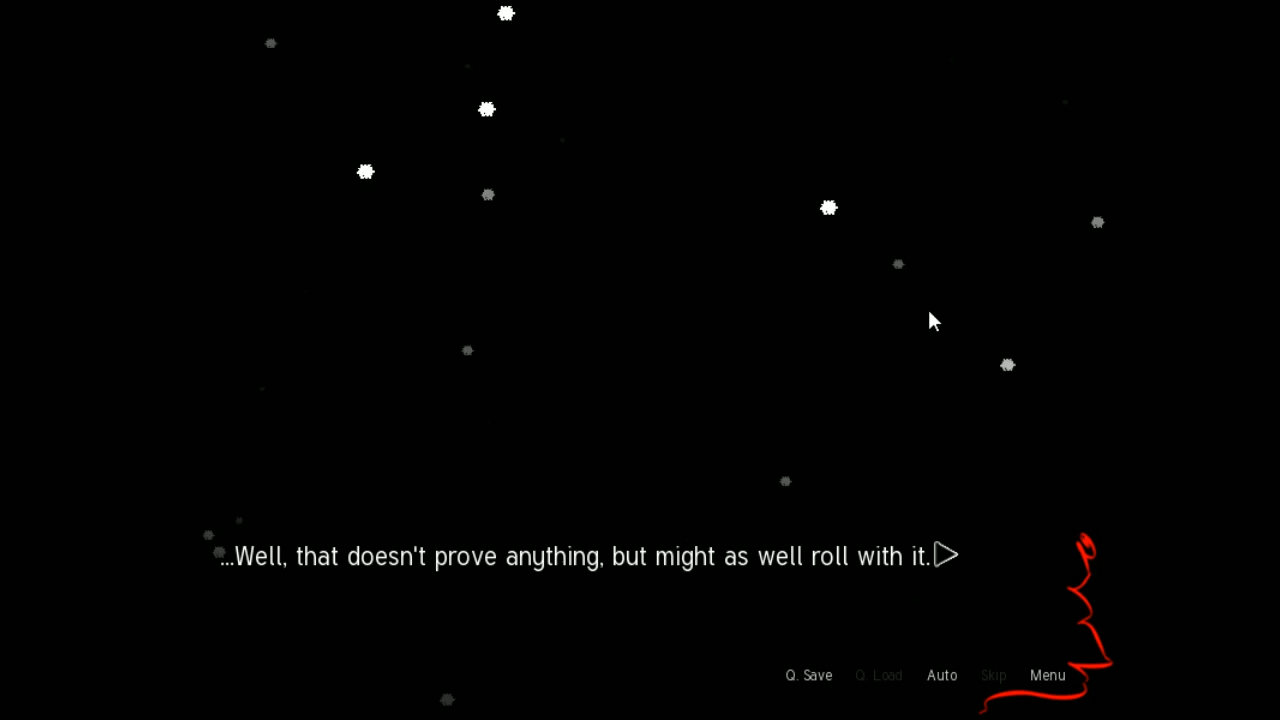 ...Well, that doesn't prove anything, but might as well roll with it.
Q. Save Q. Load Auto Skip Menu